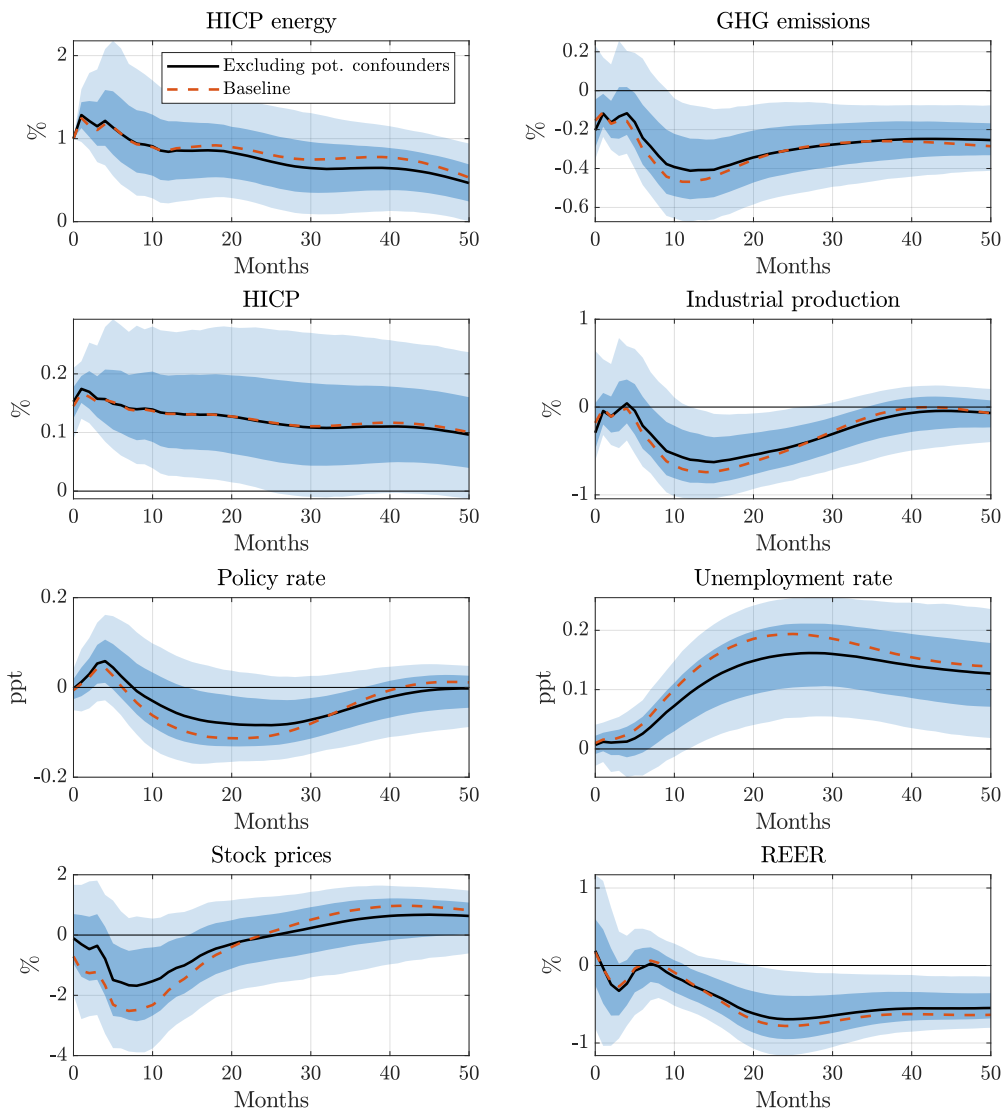 HICP energy
2
1
0
%
Excluding pot. confounders
Baseline
0 10 20 30 40 50
Months
GHG emissions
0.2
0
-0.2
-0.4
-0.6
%
0 10 20 30 40 50
Months
HICP
0.2
0.1
0
%
0 10 20 30 40 50
Months
Industrial production
1
0
-1
%
0 10 20 30 40 50
Months
Policy rate
0.2
0
-0.2
ppt
0 10 20 30 40 50
Months
Unemployment rate
0.2
0.1
0
ppt
0 10 20 30 40 50
Months
Stock prices
2
0
-2
-4
%
0 10 20 30 40 50
Months
REER
1
0
-1
%
0 10 20 30 40 50
Months